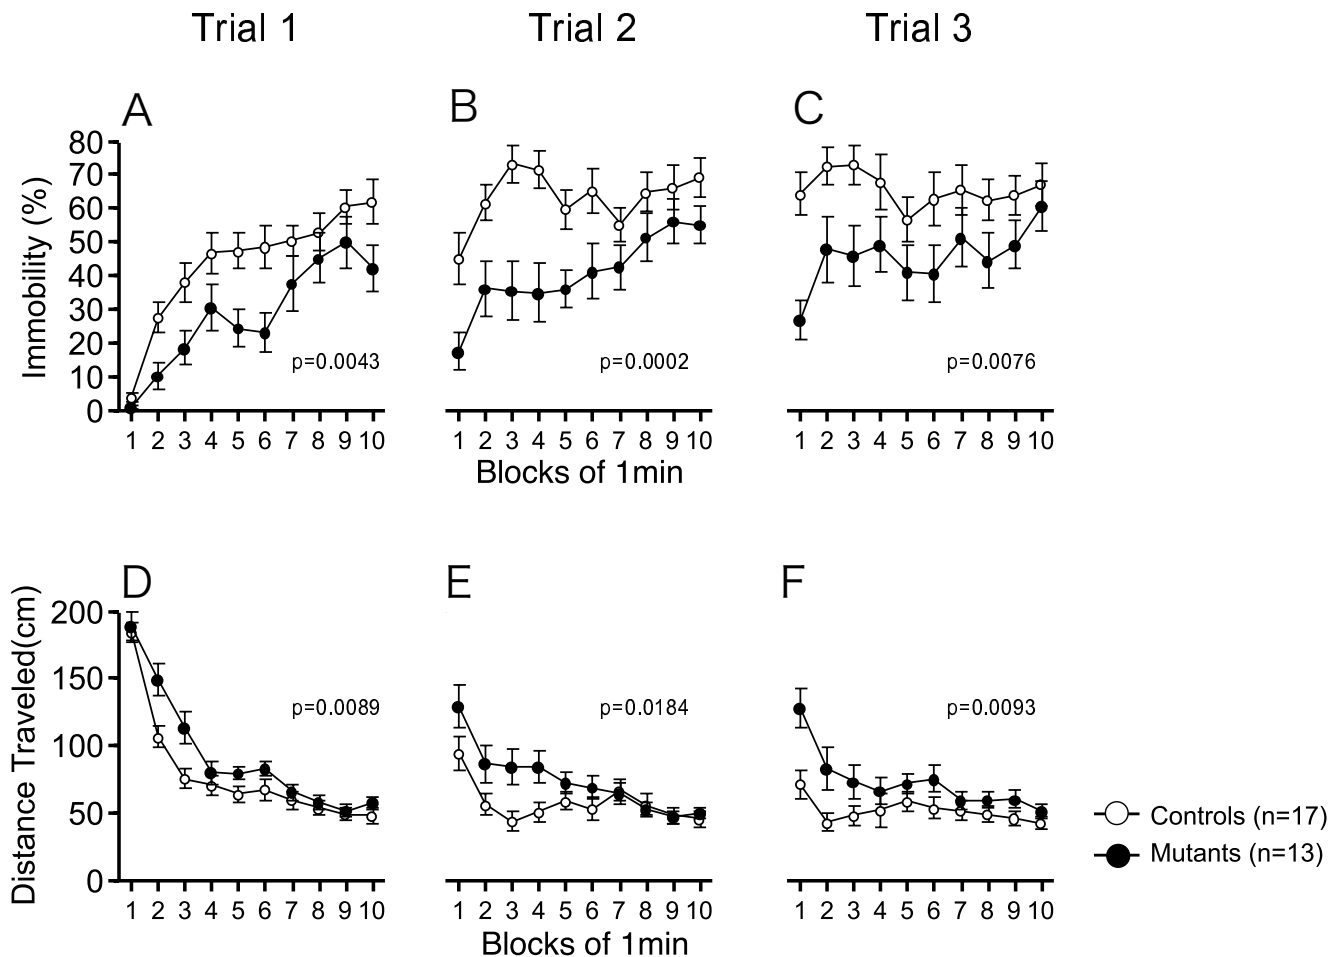 Trial 1
Trial 2
Trial 3
A
B
C
Immobility (%)
80
70
60
50
40
30
20
10
0
p=0.0043
p=0.0002
p=0.0076
1 2 3 4 5 6 7 8 9 10
1 2 3 4 5 6 7 8 9 10
1 2 3 4 5 6 7 8 9 10
Blocks of 1min
D
E
F
Distance Traveled(cm)
200
150
100
50
0
p=0.0089
p=0.0184
p=0.0093
Controls (n=17)
Mutants (n=13)
1 2 3 4 5 6 7 8 9 10
1 2 3 4 5 6 7 8 9 10
1 2 3 4 5 6 7 8 9 10
Blocks of 1min